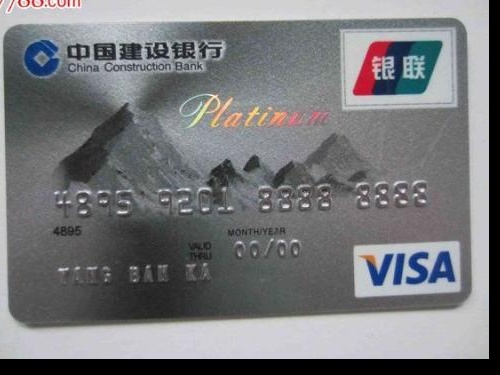 中国建设银行
China Construction Bank
银联
Platinum
4895 9201 8888 8888
4895
MONTH/YEAR
VALID THRU 00/00
YANG BAN KA
VISA